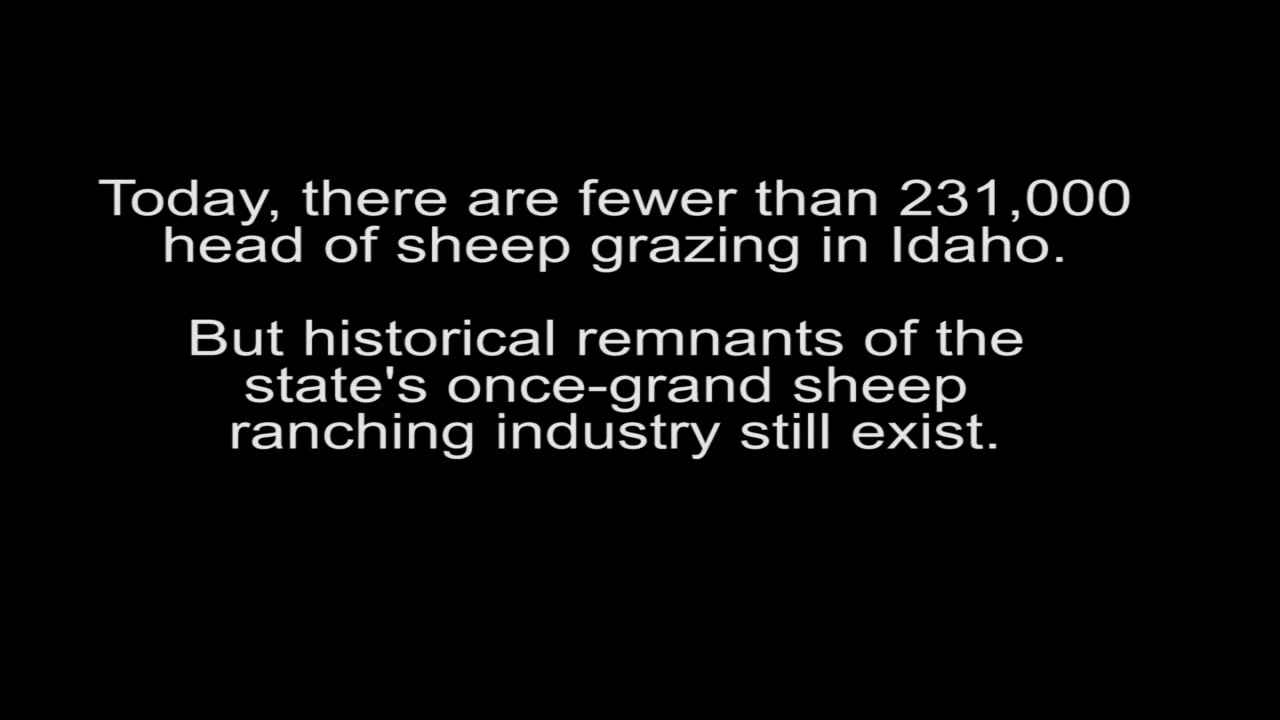 Today, there are fewer than 231,000
head of sheep grazing in Idaho.
But historical remnants of the
state's once-grand sheep
ranching industry still exist.